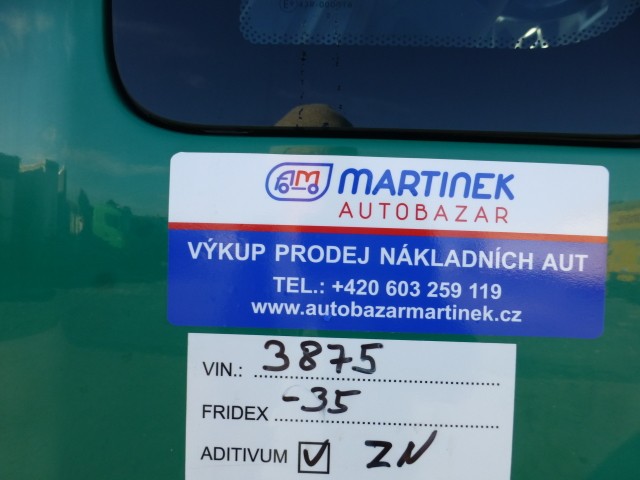 AM MARTINEK
AUTOBAZAR
VÝKUP PRODEJ NÁKLADNÍCH AUT
TEL.: +420 603 259 119
www.autobazarmartinek.cz
VIN.: 3875
FRIDEX -35
ADITIVUM ☑ ZN